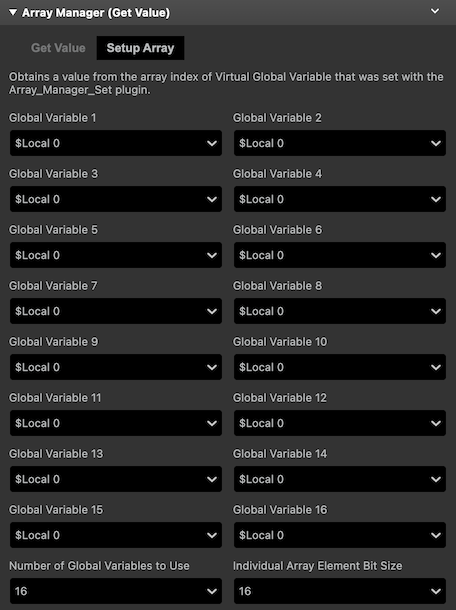 Array Manager (Get Value)
Get Value Setup Array
Obtains a value from the array index of Virtual Global Variable that was set with the
Array_Manager_Set plugin.
Global Variable 1 Global Variable 2
$Local 0 $Local 0
Global Variable 3 Global Variable 4
$Local 0 $Local 0
Global Variable 5 Global Variable 6
$Local 0 $Local 0
Global Variable 7 Global Variable 8
$Local 0 $Local 0
Global Variable 9 Global Variable 10
$Local 0 $Local 0
Global Variable 11 Global Variable 12
$Local 0 $Local 0
Global Variable 13 Global Variable 14
$Local 0 $Local 0
Global Variable 15 Global Variable 16
$Local 0 $Local 0
Number of Global Variables to Use Individual Array Element Bit Size
16 16